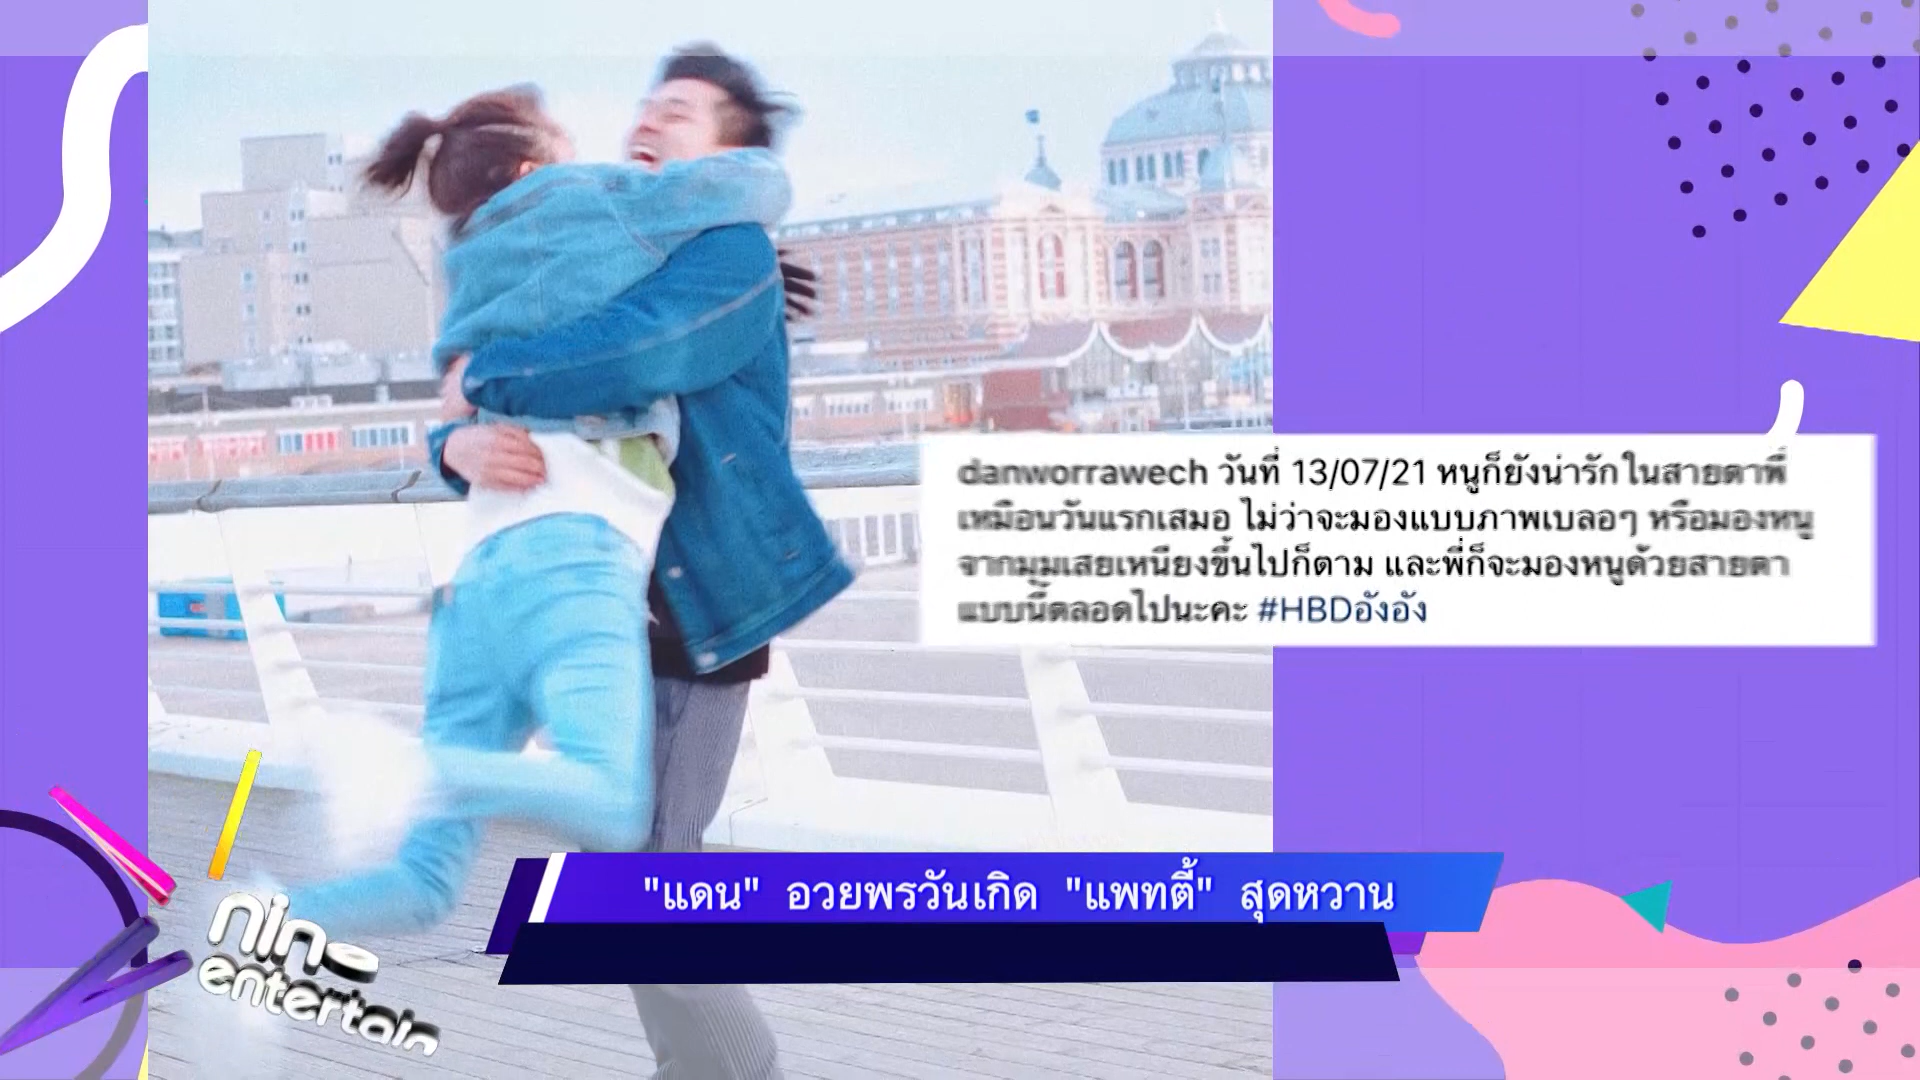 danworrawech วันที่ 13/07/21 หนูก็ยังน่ารักในสายตาพี่
เหมือนวันแรกเสมอ ไม่ว่าจะมองแบบภาพเบลอๆ หรือมองหนู
จากมุมเสยเหนียงขึ้นไปก็ตาม และพี่ก็จะมองหนูด้วยสายตา
แบบนี้ตลอดไปนะคะ #HBDอังอัง
"แดน" อวยพรวันเกิด "แพทตี้" สุดหวาน
nine
entertain